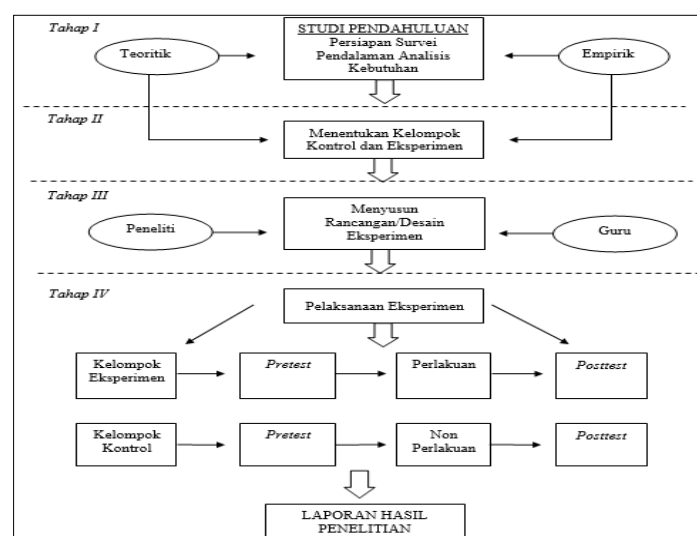 Tahap I
STUDI PENDAHULUAN
Persiapan Survei
Pendalaman Analisis
Kebutuhan
Teoritik
Empirik
Tahap II
Menentukan Kelompok
Kontrol dan Eksperimen
Tahap III
Menyusun
Rancangan/Desain
Eksperimen
Peneliti
Guru
Tahap IV
Pelaksanaan Eksperimen
Kelompok
Eksperimen
Pretest
Perlakuan
Posttest
Kelompok
Kontrol
Pretest
Non
Perlakuan
Posttest
LAPORAN HASIL
PENELITIAN